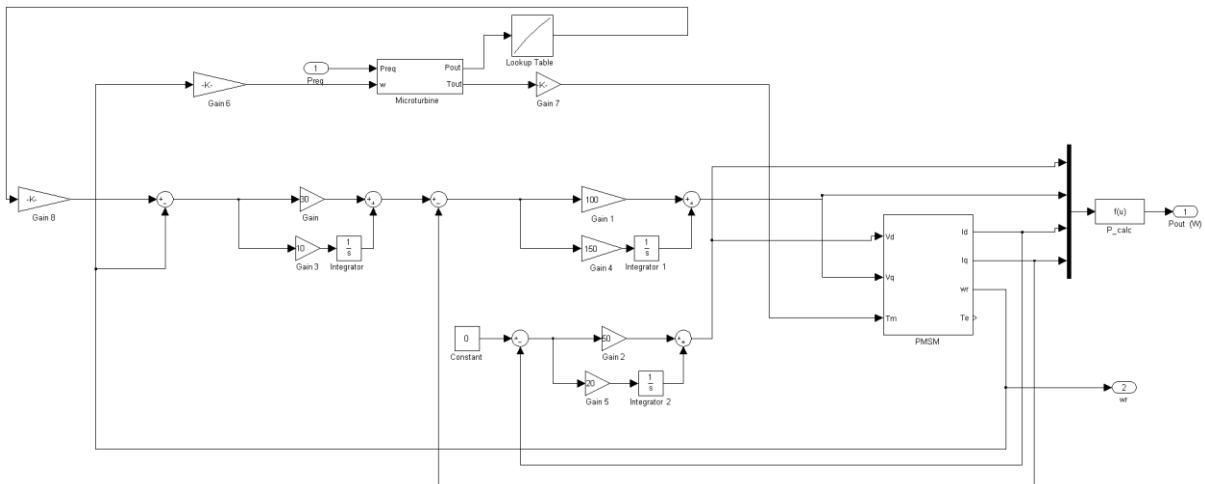 Lookup Table
1
Preq
Preq
w
Pout
Tout
Microturbine
-K-
Gain 6
-K-
Gain 7
-K-
Gain 8
+
-
30
Gain
+
+
10
Gain 3
1
s
Integrator
+
-
100
Gain 1
+
+
150
Gain 4
1
s
Integrator 1
0
Constant
+
-
50
Gain 2
+
+
20
Gain 5
1
s
Integrator 2
Vd
Vq
Tm
Id
Iq
wr
Te
PMSM
f(u)
P_calc
1
Pout (W)
2
wr